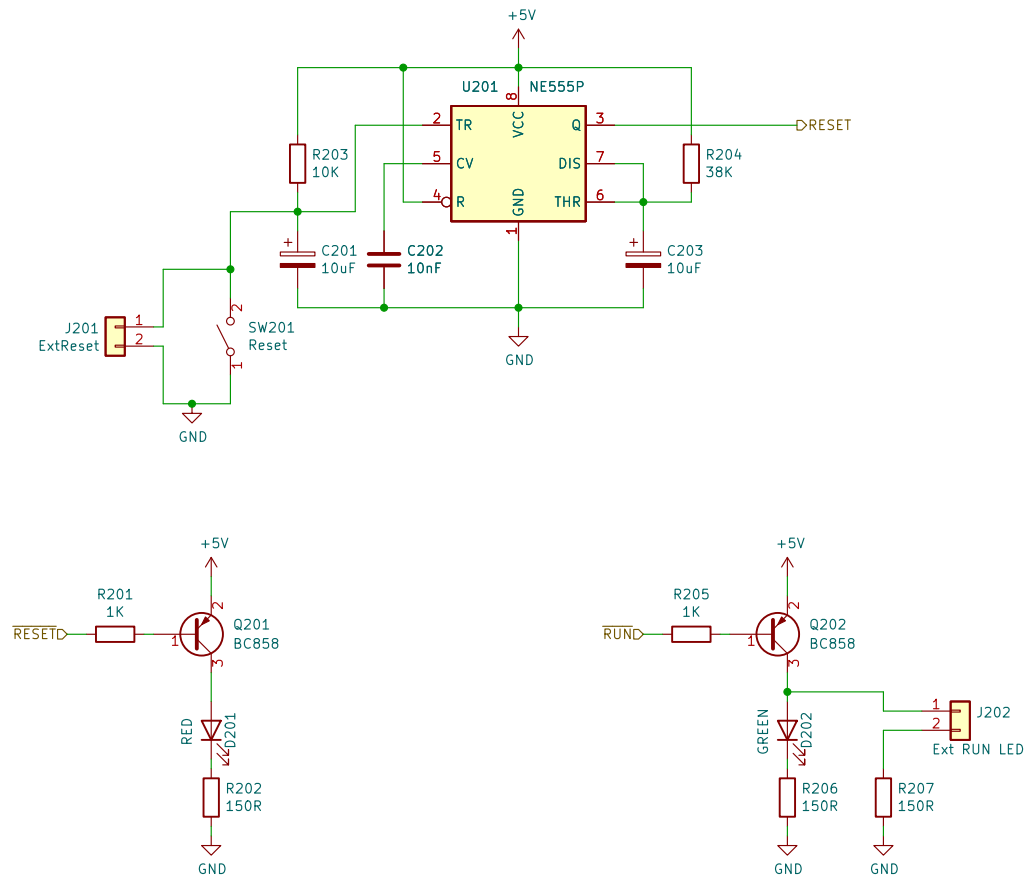 +5V
U201 NE555P
8
2 TR VCC Q 3 RESET
R203
10K
5 CV DIS 7
R204
38K
4 R GND THR 6
1
+ C201
10uF
C202
10nF
+ C203
10uF
J201
ExtReset
1
2
2
SW201
Reset
1
GND
GND
+5V
R201
1K
RESET
2
1
Q201
BC858
3
RED
D201
R202
150R
GND
+5V
R205
1K
RUN
2
1
Q202
BC858
3
GREEN
D202
1
2
J202
Ext RUN LED
R206
150R
R207
150R
GND
GND